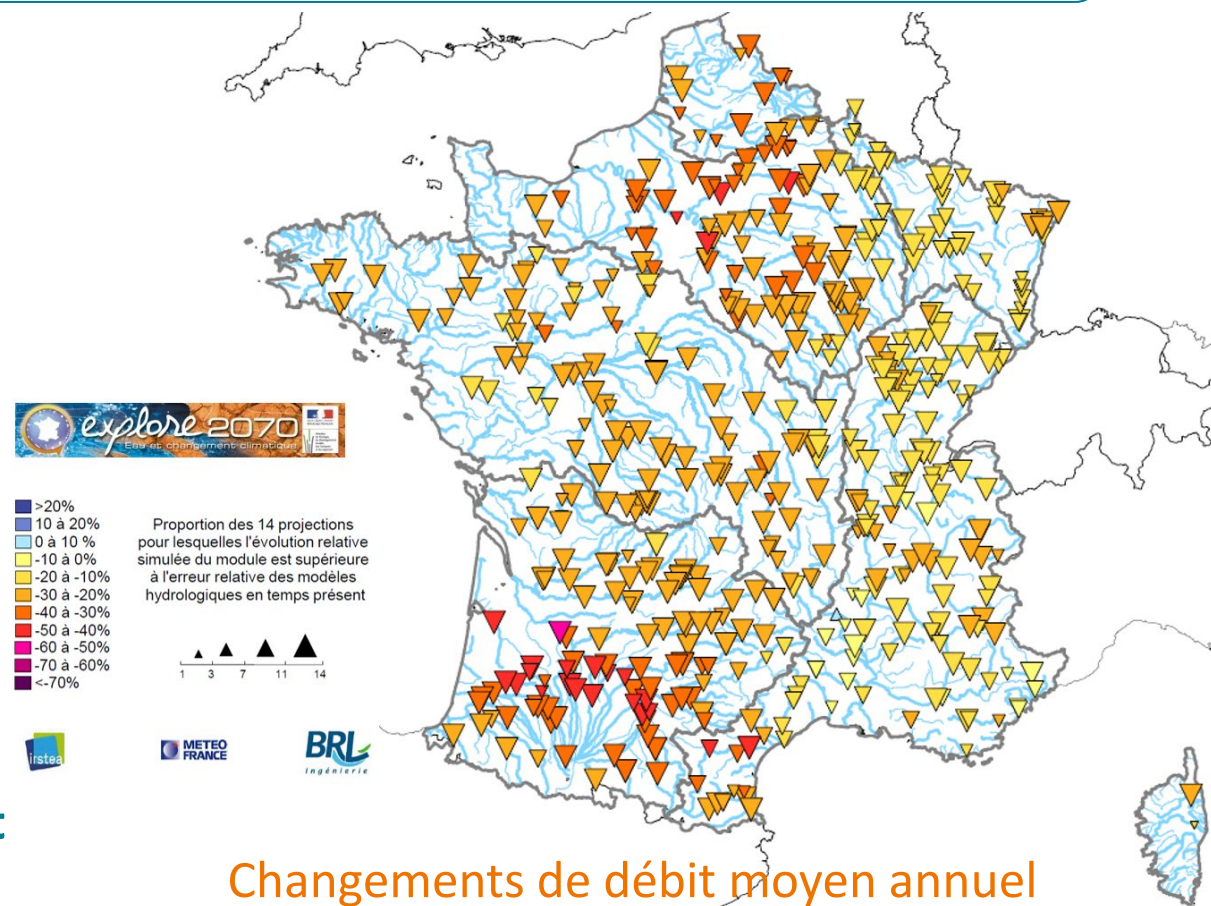 explore 2070
Eau et changement climatique
>20%
10 à 20%
0 à 10 %
-10 à 0%
-20 à -10%
-30 à -20%
-40 à -30%
-50 à -40%
-60 à -50%
-70 à -60%
<-70%
Proportion des 14 projections
pour lesquelles l'évolution relative
simulée du module est supérieure
à l'erreur relative des modèles
hydrologiques en temps présent
1 3 7 11 14
irstea
METEO
FRANCE
BRL
Ingénierie
t
Changements de débit moyen annuel